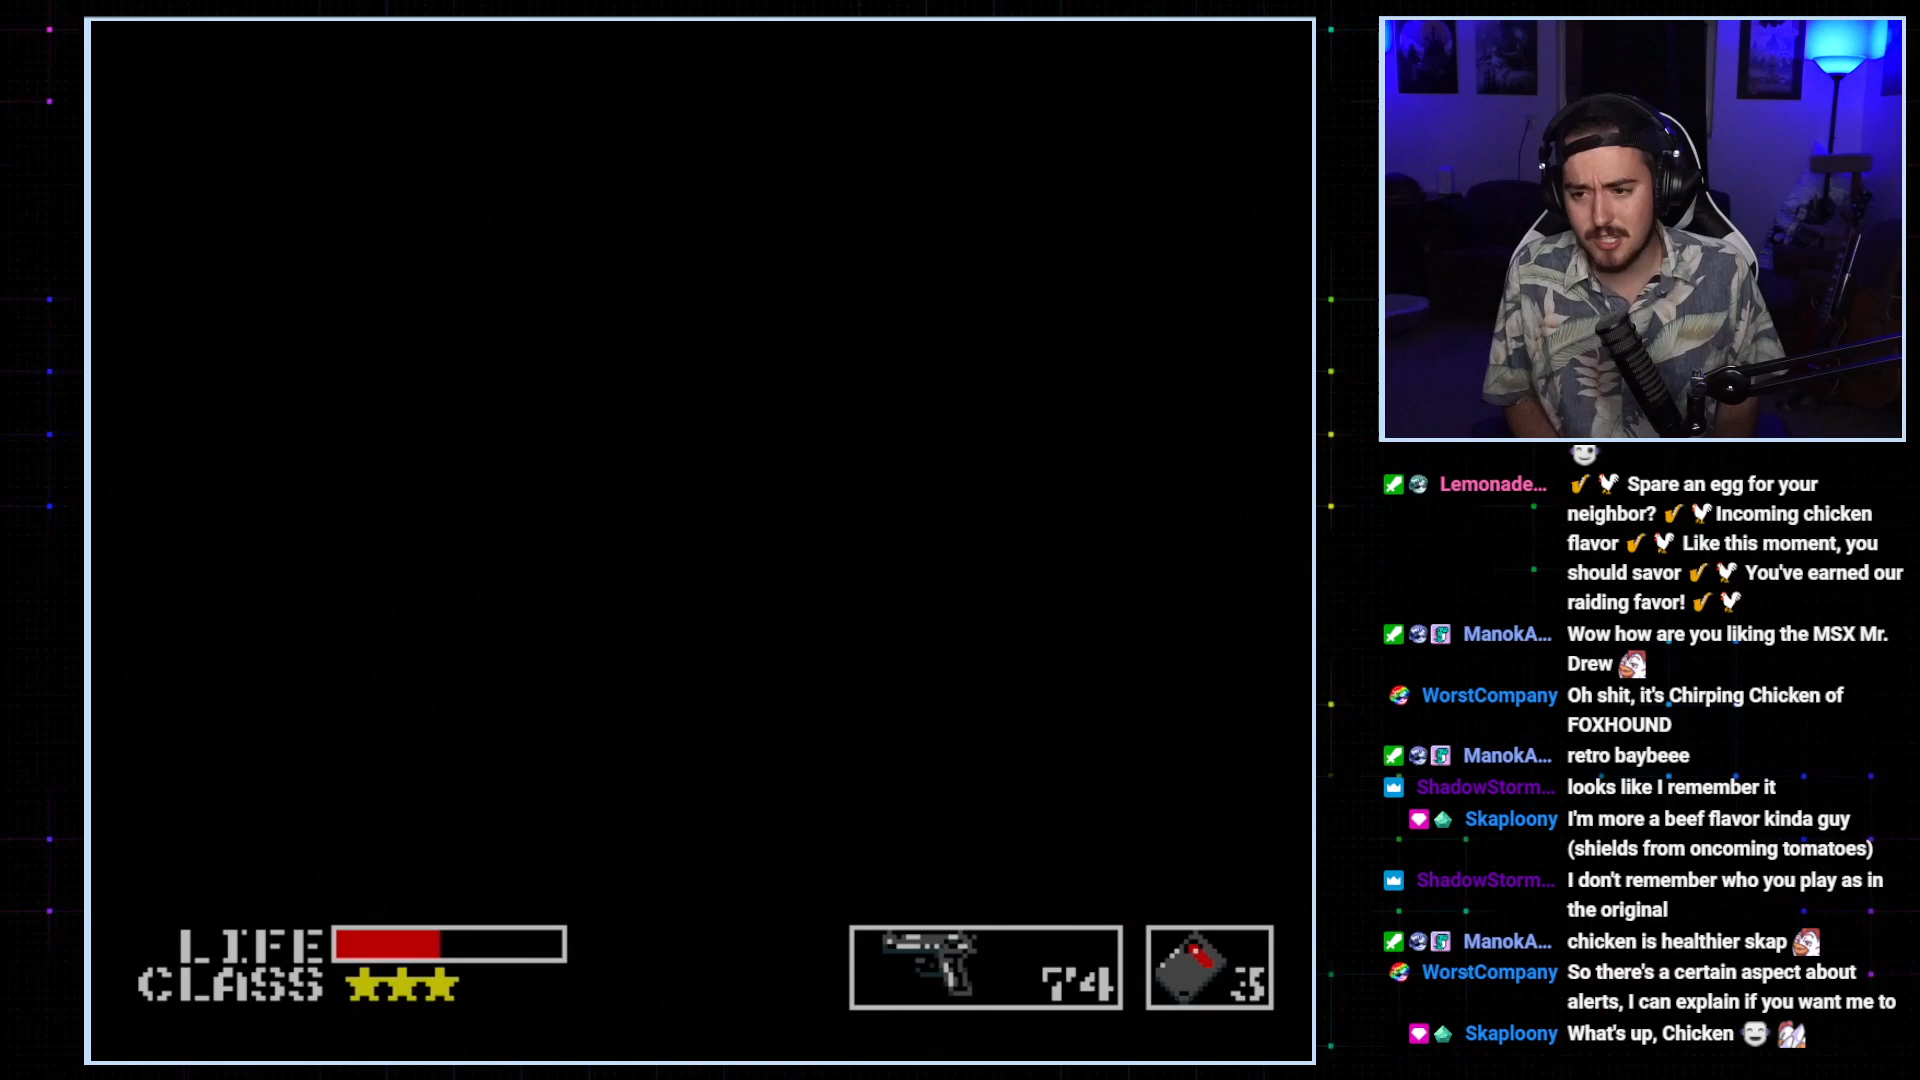 LIFE
CLASS
74
35
Lemonade... Spare an egg for your
neighbor? Incoming chicken
flavor Like this moment, you
should savor You've earned our
raiding favor!
ManokA... Wow how are you liking the MSX Mr.
Drew
WorstCompany Oh shit, it's Chirping Chicken of
FOXHOUND
ManokA... retro baybeee
ShadowStorm... looks like I remember it
Skaploony I'm more a beef flavor kinda guy
(shields from oncoming tomatoes)
ShadowStorm... I don't remember who you play as in
the original
ManokA... chicken is healthier skap
WorstCompany So there's a certain aspect about
alerts, I can explain if you want me to
Skaploony What's up, Chicken